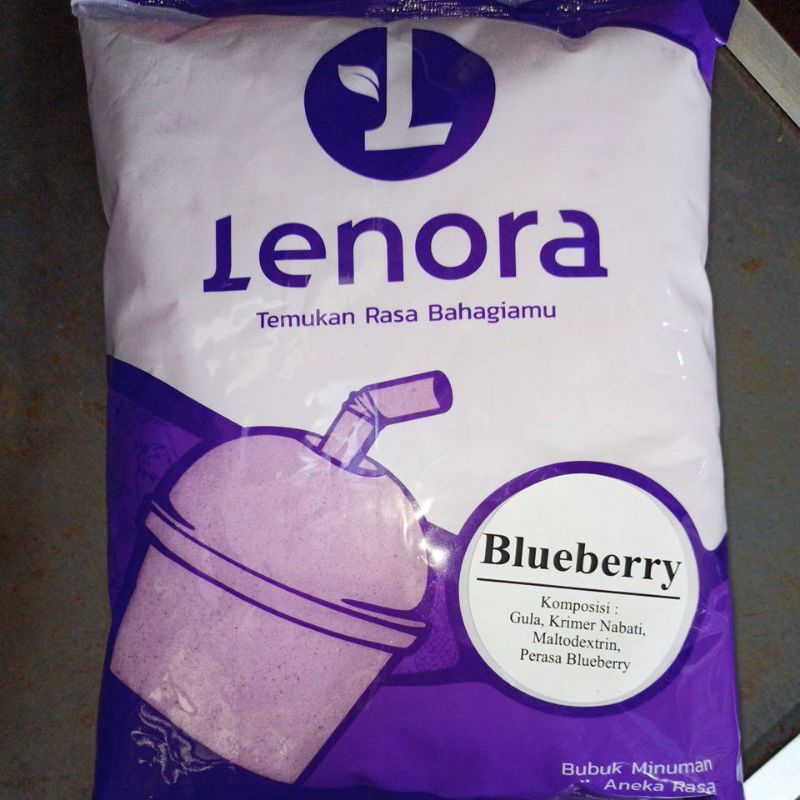 L
Lenora
Temukan Rasa Bahagiamu
Blueberry
Komposisi :
Gula, Krimer Nabati,
Maltodextrin,
Perasa Blueberry
Bubuk Minuman
Aneka Rasa